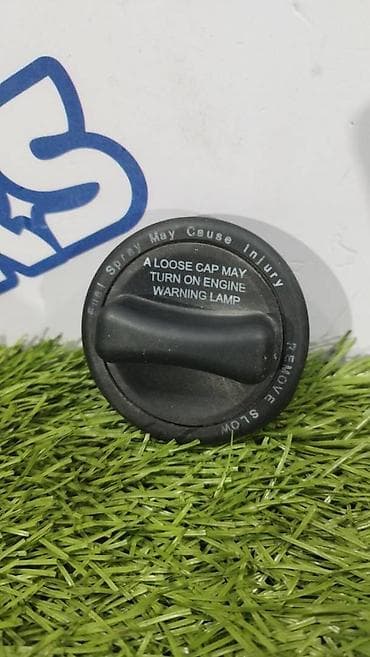 Fuel Spray May Cause Injury
A LOOSE CAP MAY
TURN ON ENGINE
WARNING LAMP
REMOVE SLOW